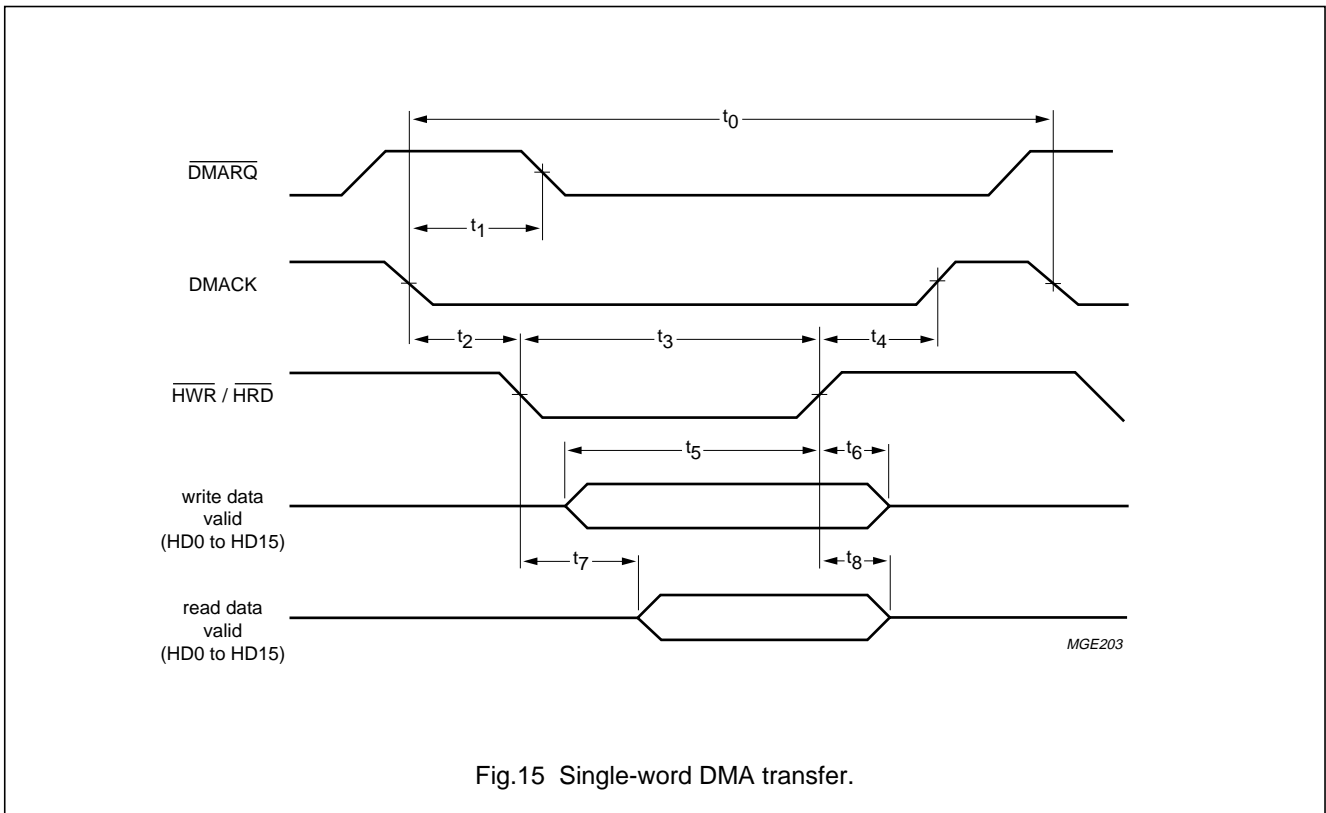 t0
DMARQ
t1
DMACK
t2 t3 t4
HWR / HRD
t5 t6
write data
valid
(HD0 to HD15)
t7 t8
read data
valid
(HD0 to HD15)
MGE203
Fig.15 Single-word DMA transfer.